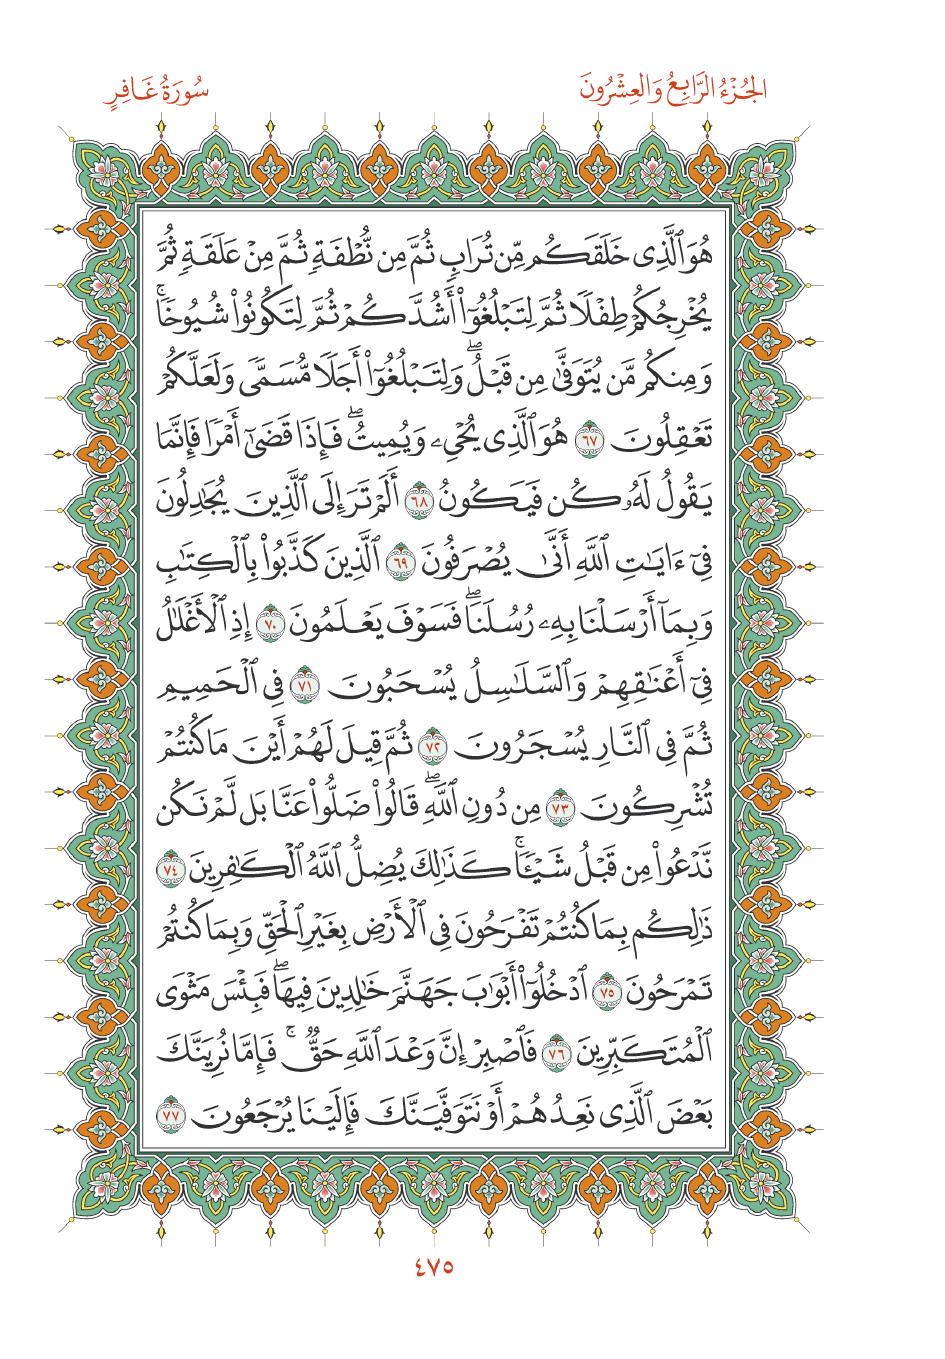 الجُزْءُ الرَّابِعُ وَالعِشْرُونَ
سُورَةُ غَافِرٍ
هُوَ ٱلَّذِى خَلَقَكُم مِّن تُرَابٍ ثُمَّ مِن نُّطْفَةٍ ثُمَّ مِنْ عَلَقَةٍ ثُمَّ
يُخْرِجُكُمْ طِفْلًا ثُمَّ لِتَبْلُغُوٓا۟ أَشُدَّكُمْ ثُمَّ لِتَكُونُوا۟ شُيُوخًا ۚ
وَمِنكُم مَّن يُتَوَفَّىٰ مِن قَبْلُ ۖ وَلِتَبْلُغُوٓا۟ أَجَلًا مُّسَمًّى وَلَعَلَّكُمْ
تَعْقِلُونَ ٦٧ هُوَ ٱلَّذِى يُحْىِۦ وَيُمِيتُ ۖ فَإِذَا قَضَىٰٓ أَمْرًا فَإِنَّمَا
يَقُولُ لَهُۥ كُن فَيَكُونُ ٦٨ أَلَمْ تَرَ إِلَى ٱلَّذِينَ يُجَٰدِلُونَ
فِىٓ ءَايَٰتِ ٱللَّهِ أَنَّىٰ يُصْرَفُونَ ٦٩ ٱلَّذِينَ كَذَّبُوا۟ بِٱلْكِتَٰبِ
وَبِمَآ أَرْسَلْنَا بِهِۦ رُسُلَنَا ۖ فَسَوْفَ يَعْلَمُونَ ٧٠ إِذِ ٱلْأَغْلَٰلُ
فِىٓ أَعْنَٰقِهِمْ وَٱلسَّلَٰسِلُ يُسْحَبُونَ ٧١ فِى ٱلْحَمِيمِ
ثُمَّ فِى ٱلنَّارِ يُسْجَرُونَ ٧٢ ثُمَّ قِيلَ لَهُمْ أَيْنَ مَا كُنتُمْ
تُشْرِكُونَ ٧٣ مِن دُونِ ٱللَّهِ ۖ قَالُوا۟ ضَلُّوا۟ عَنَّا بَل لَّمْ نَكُن
نَّدْعُوا۟ مِن قَبْلُ شَيْـًٔا ۚ كَذَٰلِكَ يُضِلُّ ٱللَّهُ ٱلْكَٰفِرِينَ ٧٤
ذَٰلِكُم بِمَا كُنتُمْ تَفْرَحُونَ فِى ٱلْأَرْضِ بِغَيْرِ ٱلْحَقِّ وَبِمَا كُنتُمْ
تَمْرَحُونَ ٧٥ ٱدْخُلُوٓا۟ أَبْوَٰبَ جَهَنَّمَ خَٰلِدِينَ فِيهَا ۖ فَبِئْسَ مَثْوَى
ٱلْمُتَكَبِّرِينَ ٧٦ فَٱصْبِرْ إِنَّ وَعْدَ ٱللَّهِ حَقٌّ ۚ فَإِمَّا نُرِيَنَّكَ
بَعْضَ ٱلَّذِى نَعِدُهُمْ أَوْ نَتَوَفَّيَنَّكَ فَإِلَيْنَا يُرْجَعُونَ ٧٧
٤٧٥